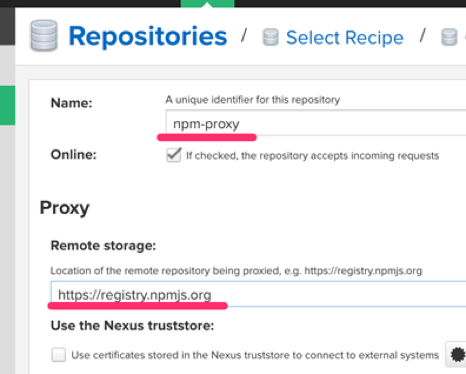 Repositories / Select Recipe /
Name:
A unique identifier for this repository
npm-proxy
Online:
If checked, the repository accepts incoming requests
Proxy
Remote storage:
Location of the remote repository being proxied, e.g. https://registry.npmjs.org
https://registry.npmjs.org
Use the Nexus truststore:
Use certificates stored in the Nexus truststore to connect to external systems